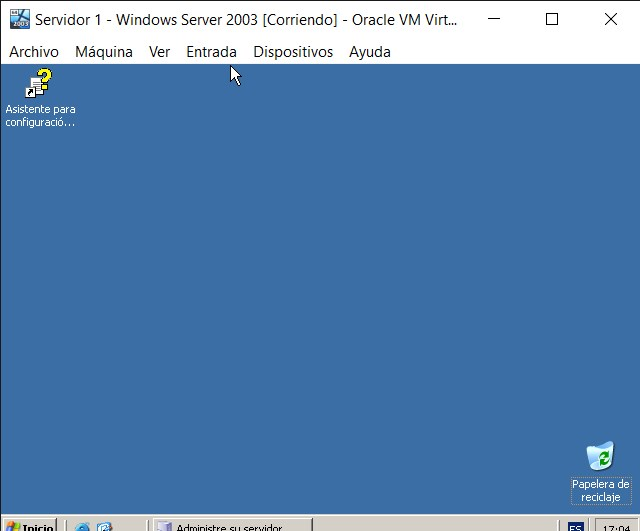 Servidor 1 - Windows Server 2003 [Corriendo] - Oracle VM Virt...
Archivo Máquina Ver Entrada Dispositivos Ayuda
Asistente para
configuració...
Papelera de
reciclaje
Inicio Administre su servidor ES 17:04